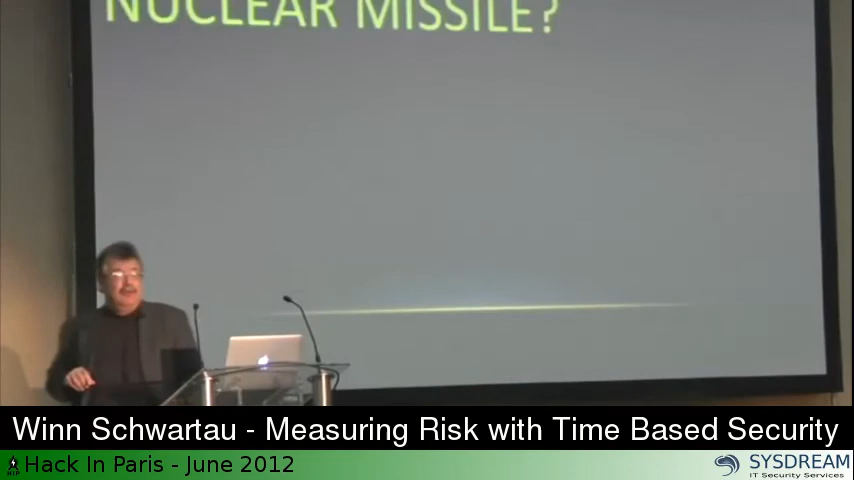 NUCLEAR MISSILE?
Winn Schwartau - Measuring Risk with Time Based Security
Hack In Paris - June 2012
SYSDREAM
IT Security Services
HIP